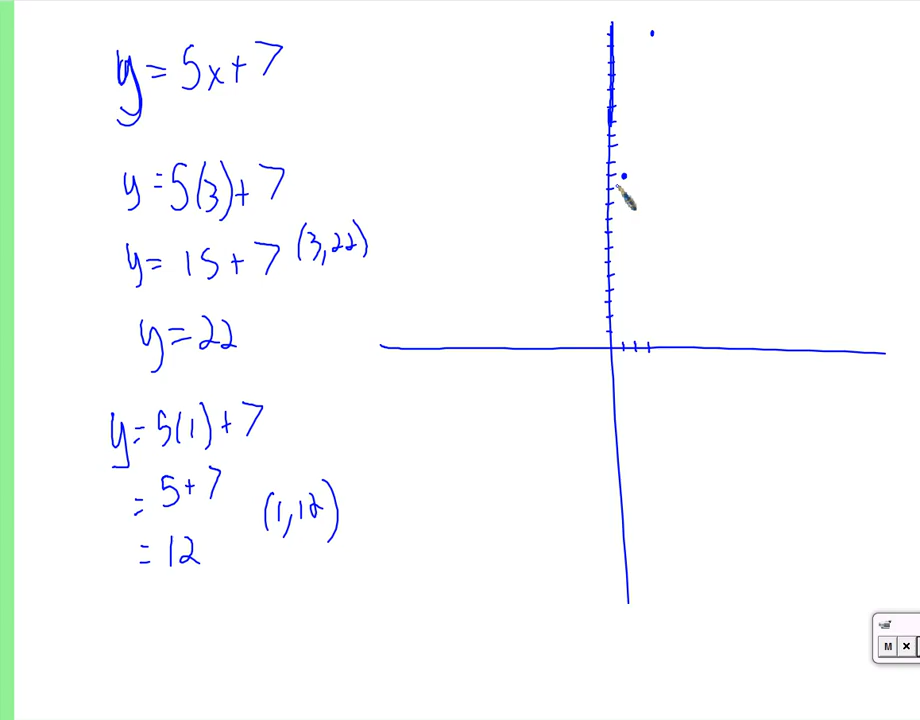 y = 5x + 7
y = 5(3) + 7
y = 15 + 7 (3, 22)
y = 22
y = 5(1) + 7
= 5 + 7
(1, 12)
= 12
M ×